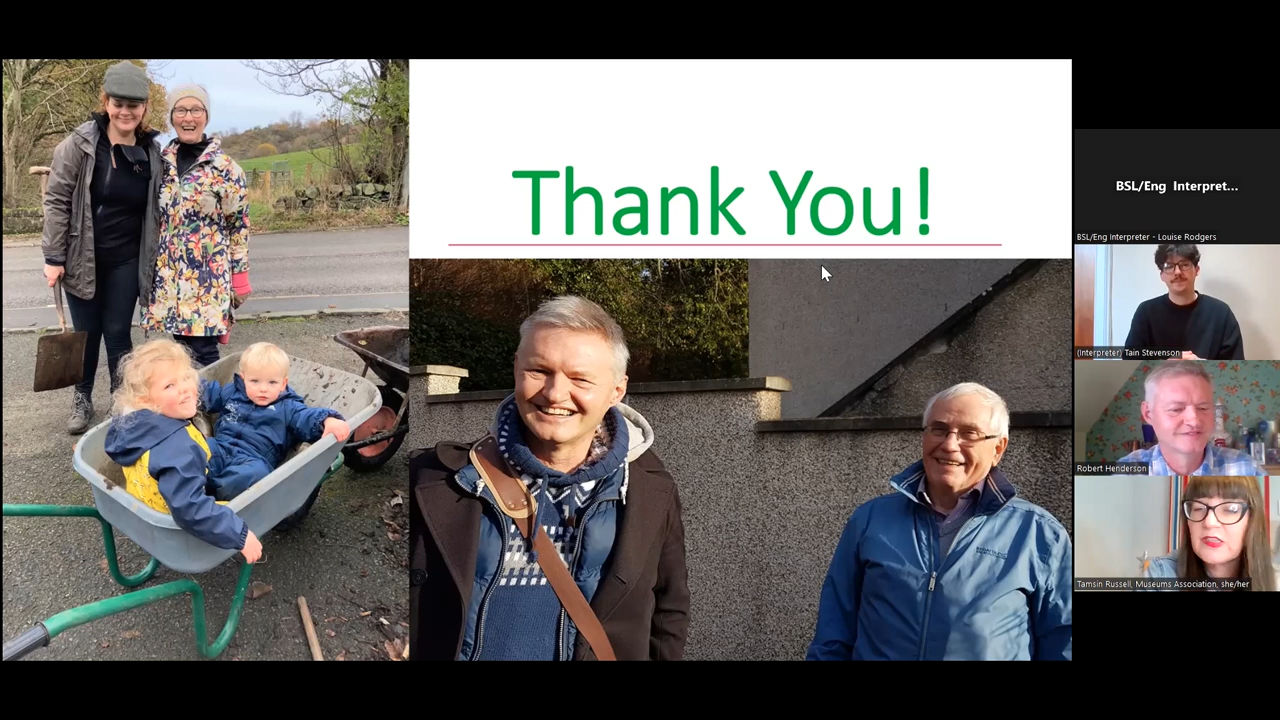 Thank You!
BSL/Eng Interpret...
BSL/Eng Interpreter - Louise Rodgers
(Interpreter) Tain Stevenson
Robert Henderson
Tamsin Russell, Museums Association, she/her